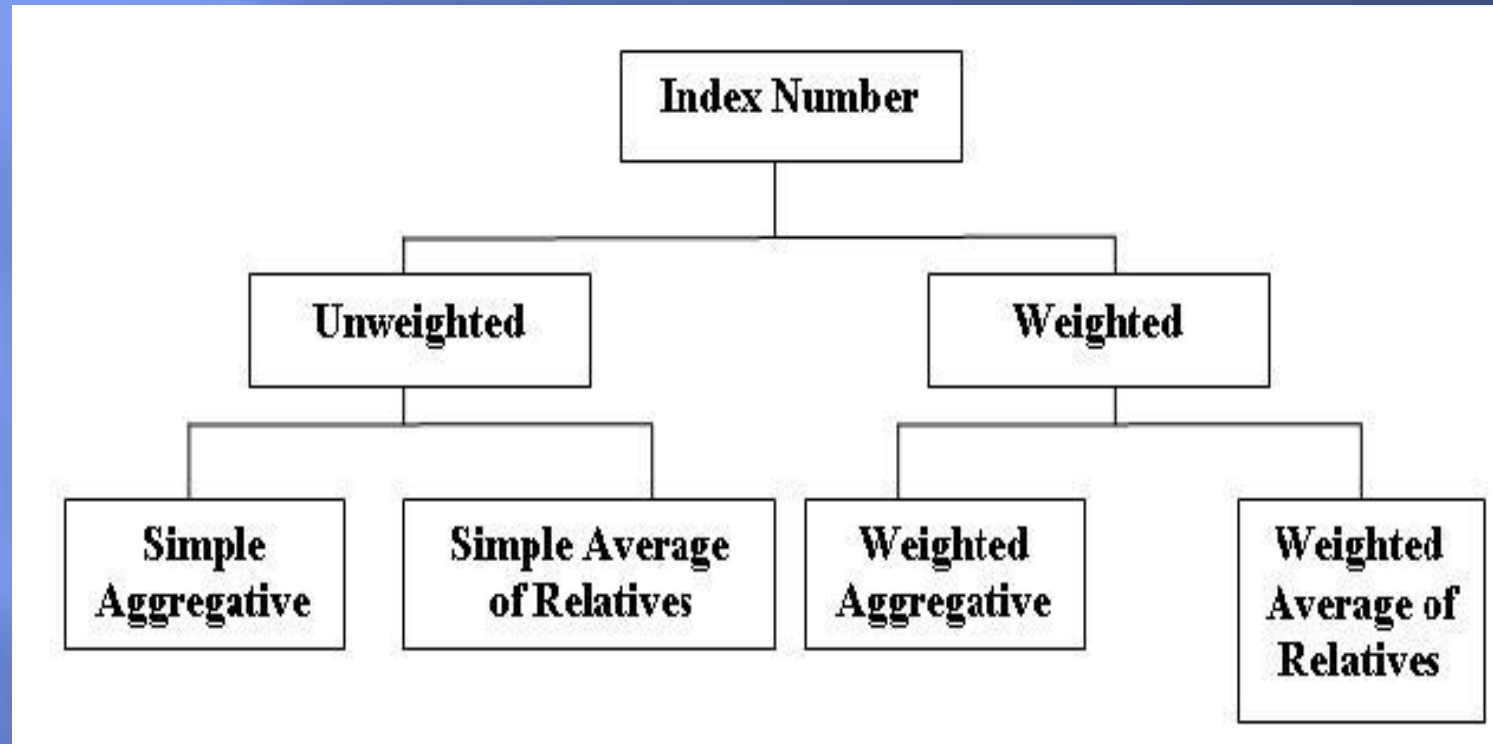 Index Number
Unweighted
Weighted
Simple
Aggregative
Simple Average
of Relatives
Weighted
Aggregative
Weighted
Average of
Relatives